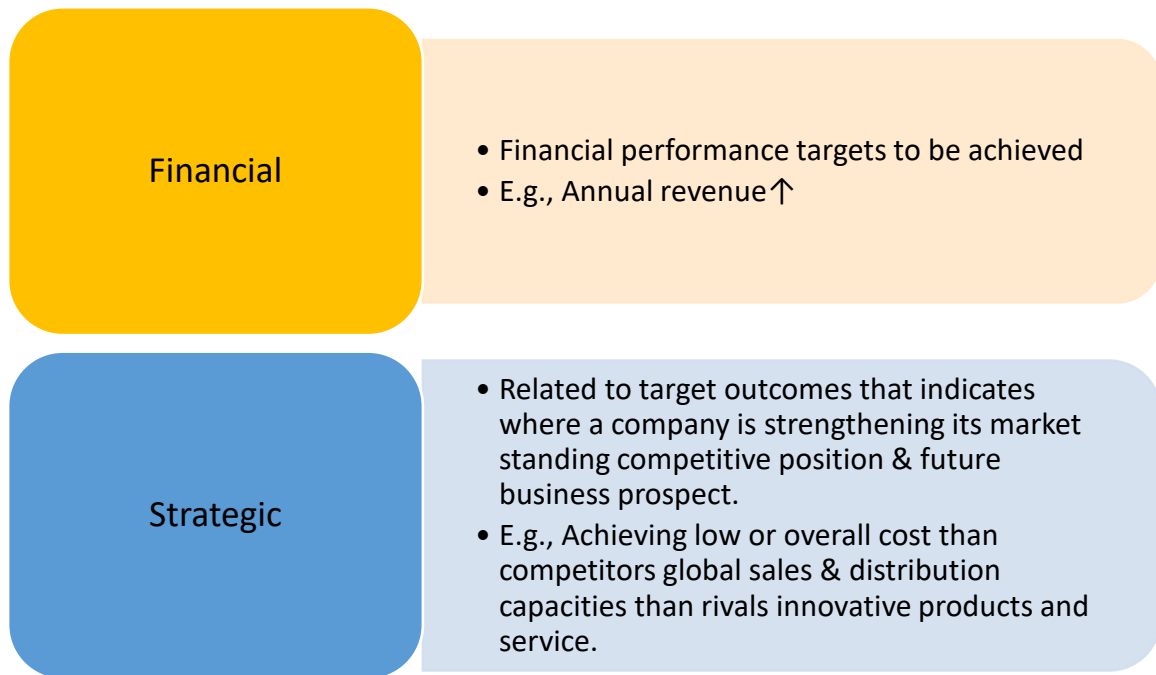 Financial
• Financial performance targets to be achieved
• E.g., Annual revenue↑
Strategic
• Related to target outcomes that indicates
where a company is strengthening its market
standing competitive position & future
business prospect.
• E.g., Achieving low or overall cost than
competitors global sales & distribution
capacities than rivals innovative products and
service.